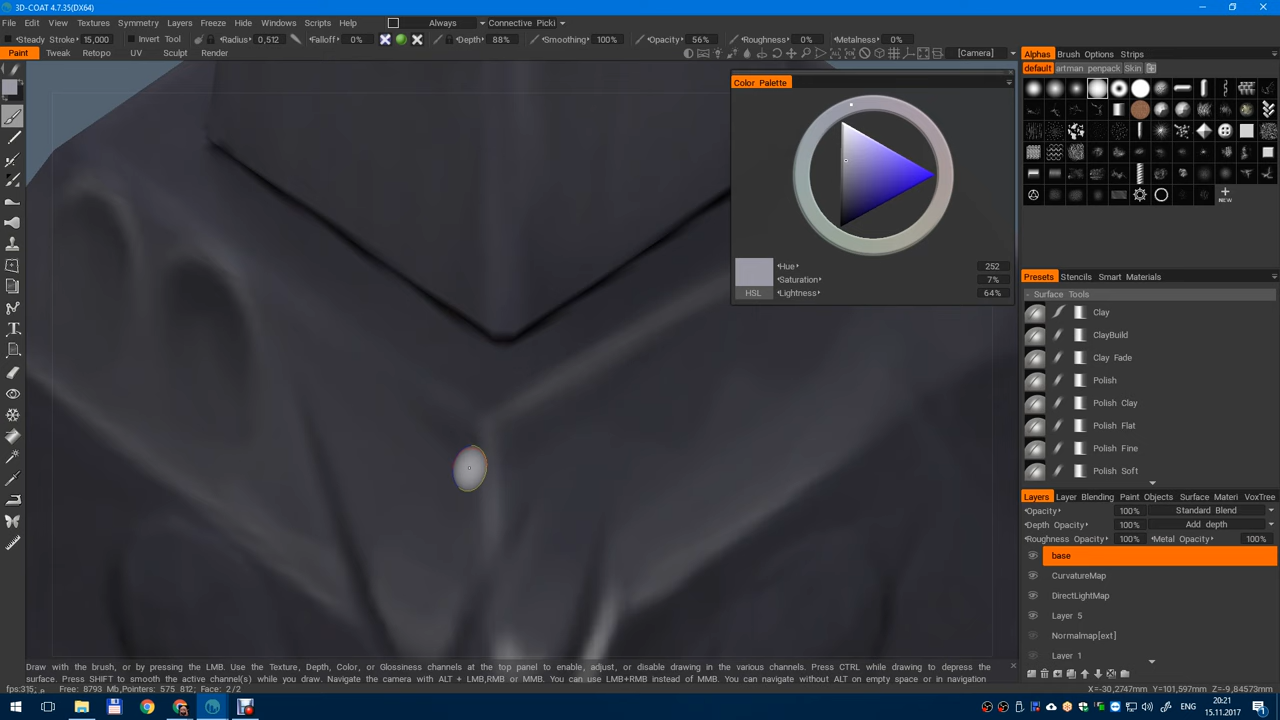 3D-COAT 4.7.35(DX64)
File Edit View Textures Symmetry Layers Freeze Hide Windows Scripts Help Always Connective Picki
Steady Stroke 15,000 Invert Tool Radius 0,512 Falloff 0% Depth 88% Smoothing 100% Opacity 56% Roughness 0% Metalness 0%
Paint Tweak Retopo UV Sculpt Render [Camera]
Alphas Brush Options Strips
default artman penpack Skin
NEW
Color Palette
Hue 252
Saturation 7%
HSL Lightness 64%
Presets Stencils Smart Materials
- Surface Tools
Clay
ClayBuild
Clay Fade
Polish
Polish Clay
Polish Flat
Polish Fine
Polish Soft
Layers Layer Blending Paint Objects Surface Materi VoxTree
Opacity 100% Standard Blend
Depth Opacity 100% Add depth
Roughness Opacity 100% Metal Opacity 100%
base
CurvatureMap
DirectLightMap
Layer 5
Normalmap[ext]
Layer 1
Draw with the brush, or by pressing the LMB. Use the Texture, Depth, Color, or Glossiness channels at the top panel to enable, adjust, or disable drawing in the various channels. Press CTRL while drawing to depress the
surface. Press SHIFT to smooth the active channel(s) while you draw. Navigate the camera with ALT + LMB,RMB or MMB. You can use LMB+RMB instead of MMB. You can navigate without ALT on empty space or in navigation
fps:315; Free: 8793 Mb,Pointers: 575 812; Face: 2/2
X=-30,2747mm Y=101,597mm Z=-9,84573mm
ENG
20:21
15.11.2017